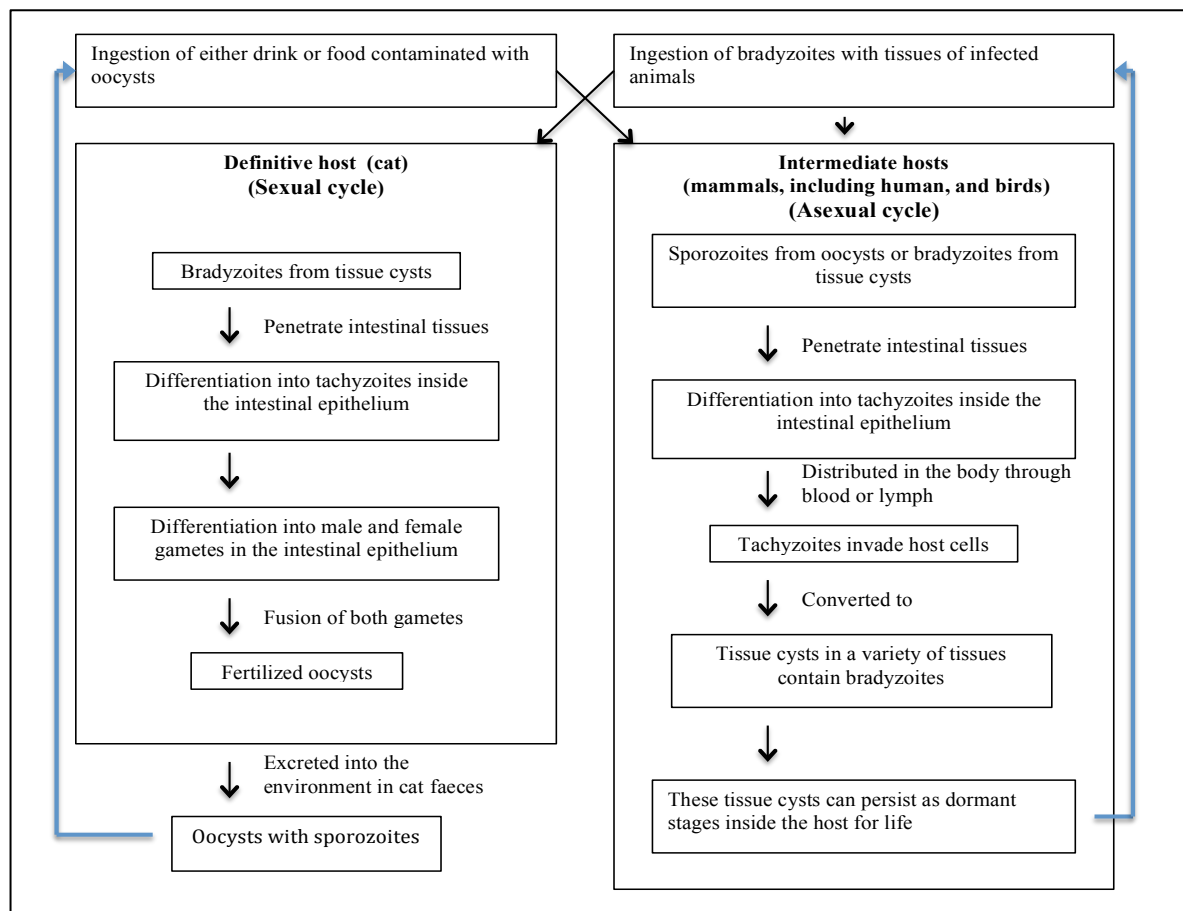 Ingestion of either drink or food contaminated with
oocysts
Ingestion of bradyzoites with tissues of infected
animals
Definitive host (cat)
(Sexual cycle)
Bradyzoites from tissue cysts
Penetrate intestinal tissues
Differentiation into tachyzoites inside
the intestinal epithelium
Differentiation into male and female
gametes in the intestinal epithelium
Fusion of both gametes
Fertilized oocysts
Excreted into the
environment in cat faeces
Oocysts with sporozoites
Intermediate hosts
(mammals, including human, and birds)
(Asexual cycle)
Sporozoites from oocysts or bradyzoites from
tissue cysts
Penetrate intestinal tissues
Differentiation into tachyzoites inside the
intestinal epithelium
Distributed in the body through
blood or lymph
Tachyzoites invade host cells
Converted to
Tissue cysts in a variety of tissues
contain bradyzoites
These tissue cysts can persist as dormant
stages inside the host for life